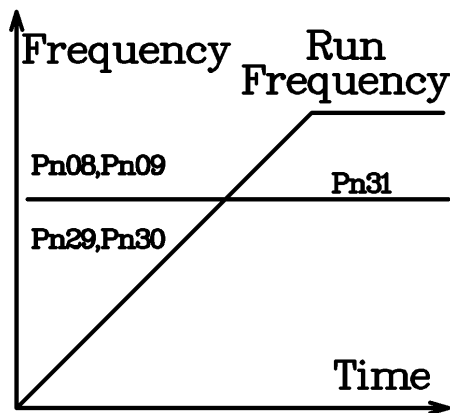 Frequency
Run
Frequency
Pn08,Pn09
Pn31
Pn29,Pn30
Time